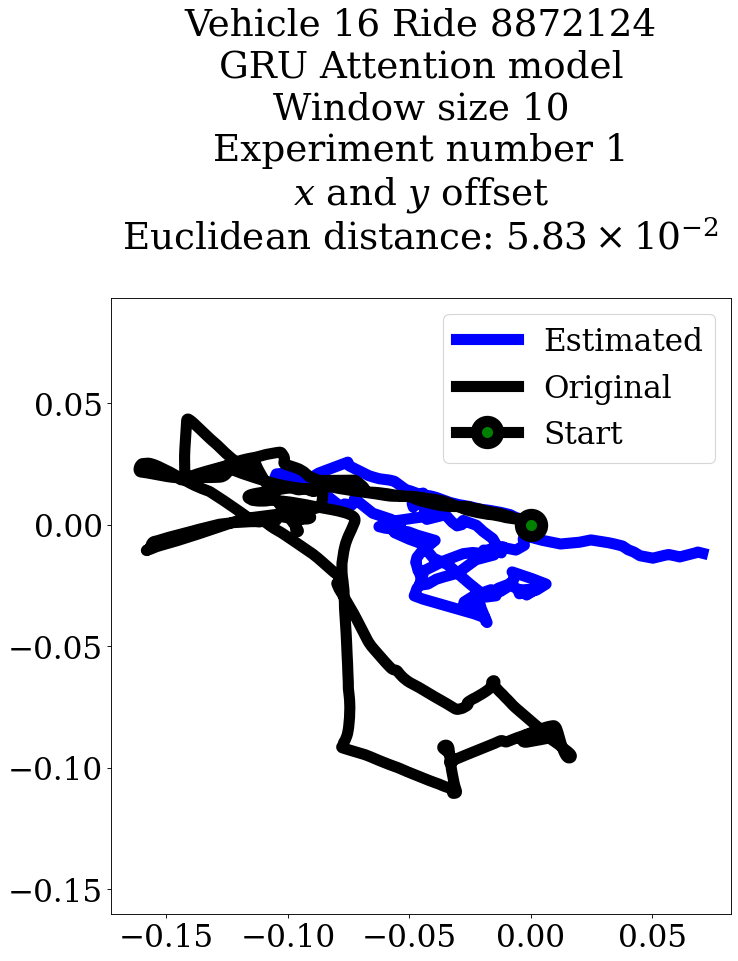 Vehicle 16 Ride 8872124
GRU Attention model
Window size 10
Experiment number 1
x and y offset
Euclidean distance: 5.83 × 10⁻²
Estimated
Original
Start
0.05
0.00
−0.05
−0.10
−0.15
−0.15 −0.10 −0.05 0.00 0.05